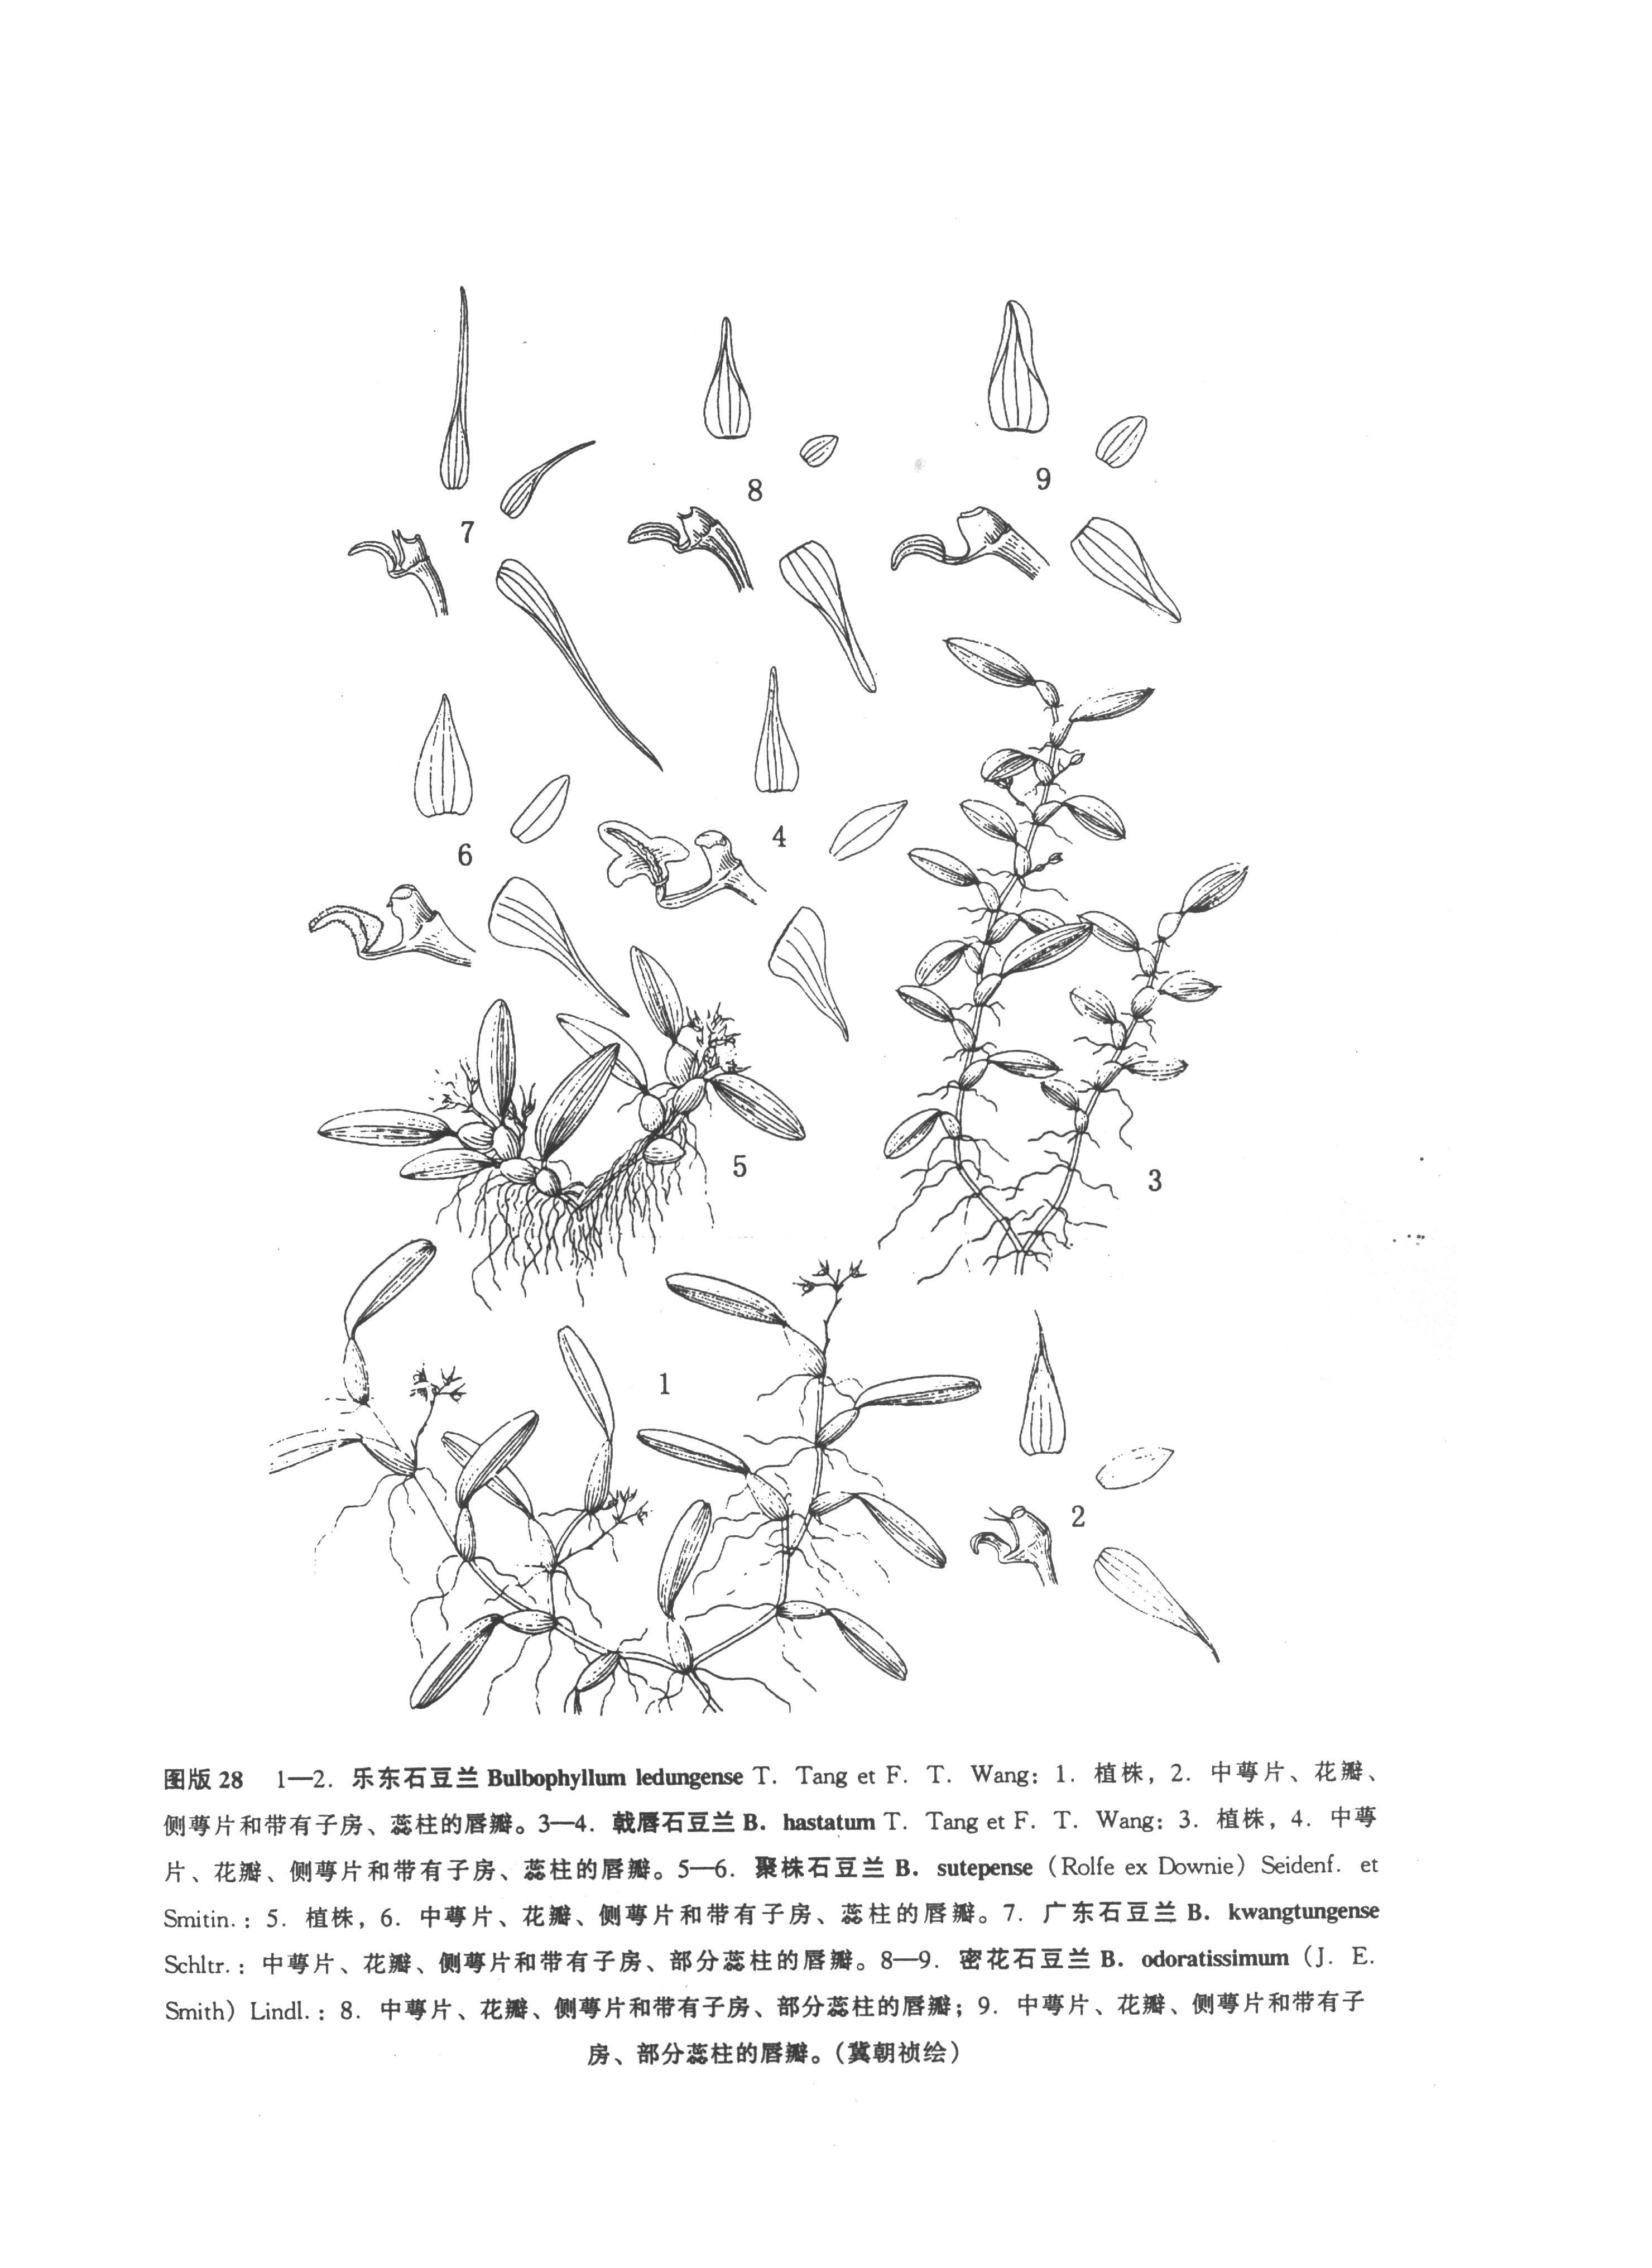 7
8
9
6
4
5
3
1
2
图版 28 1—2. 乐东石豆兰 Bulbophyllum ledungense T. Tang et F. T. Wang: 1. 植株, 2. 中萼片、花瓣、
侧萼片和带有子房、蕊柱的唇瓣。3—4. 戟唇石豆兰 B. hastatum T. Tang et F. T. Wang: 3. 植株, 4. 中萼
片、花瓣、侧萼片和带有子房、蕊柱的唇瓣。5—6. 聚株石豆兰 B. sutepense (Rolfe ex Downie) Seidenf. et
Smitin.: 5. 植株, 6. 中萼片、花瓣、侧萼片和带有子房、蕊柱的唇瓣。7. 广东石豆兰 B. kwangtungense
Schltr.: 中萼片、花瓣、侧萼片和带有子房、部分蕊柱的唇瓣。8—9. 密花石豆兰 B. odoratissimum (J. E.
Smith) Lindl.: 8. 中萼片、花瓣、侧萼片和带有子房、部分蕊柱的唇瓣; 9. 中萼片、花瓣、侧萼片和带有子
房、部分蕊柱的唇瓣。(冀朝祯绘)